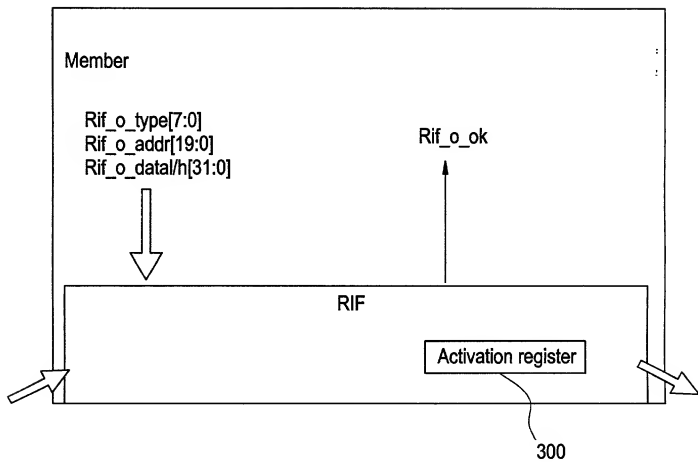 Member
Rif_o_type[7:0]
Rif_o_addr[19:0]
Rif_o_datal/h[31:0]
Rif_o_ok
RIF
Activation register
300